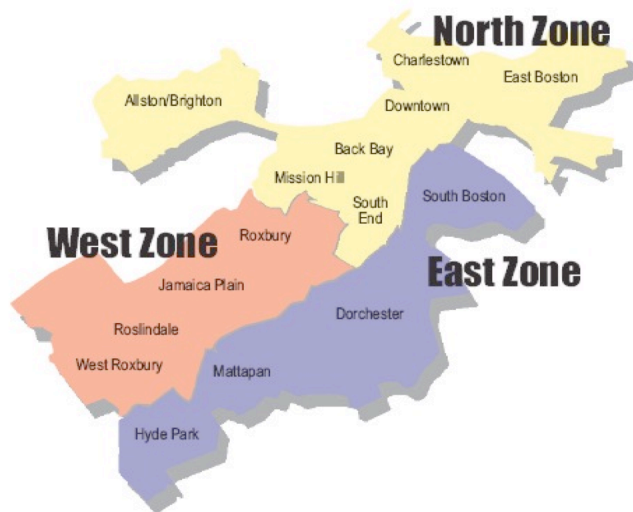 North Zone
Charlestown
East Boston
Allston/Brighton
Downtown
Back Bay
Mission Hill
South Boston
South
End
West Zone
Roxbury
East Zone
Jamaica Plain
Dorchester
Roslindale
West Roxbury
Mattapan
Hyde Park